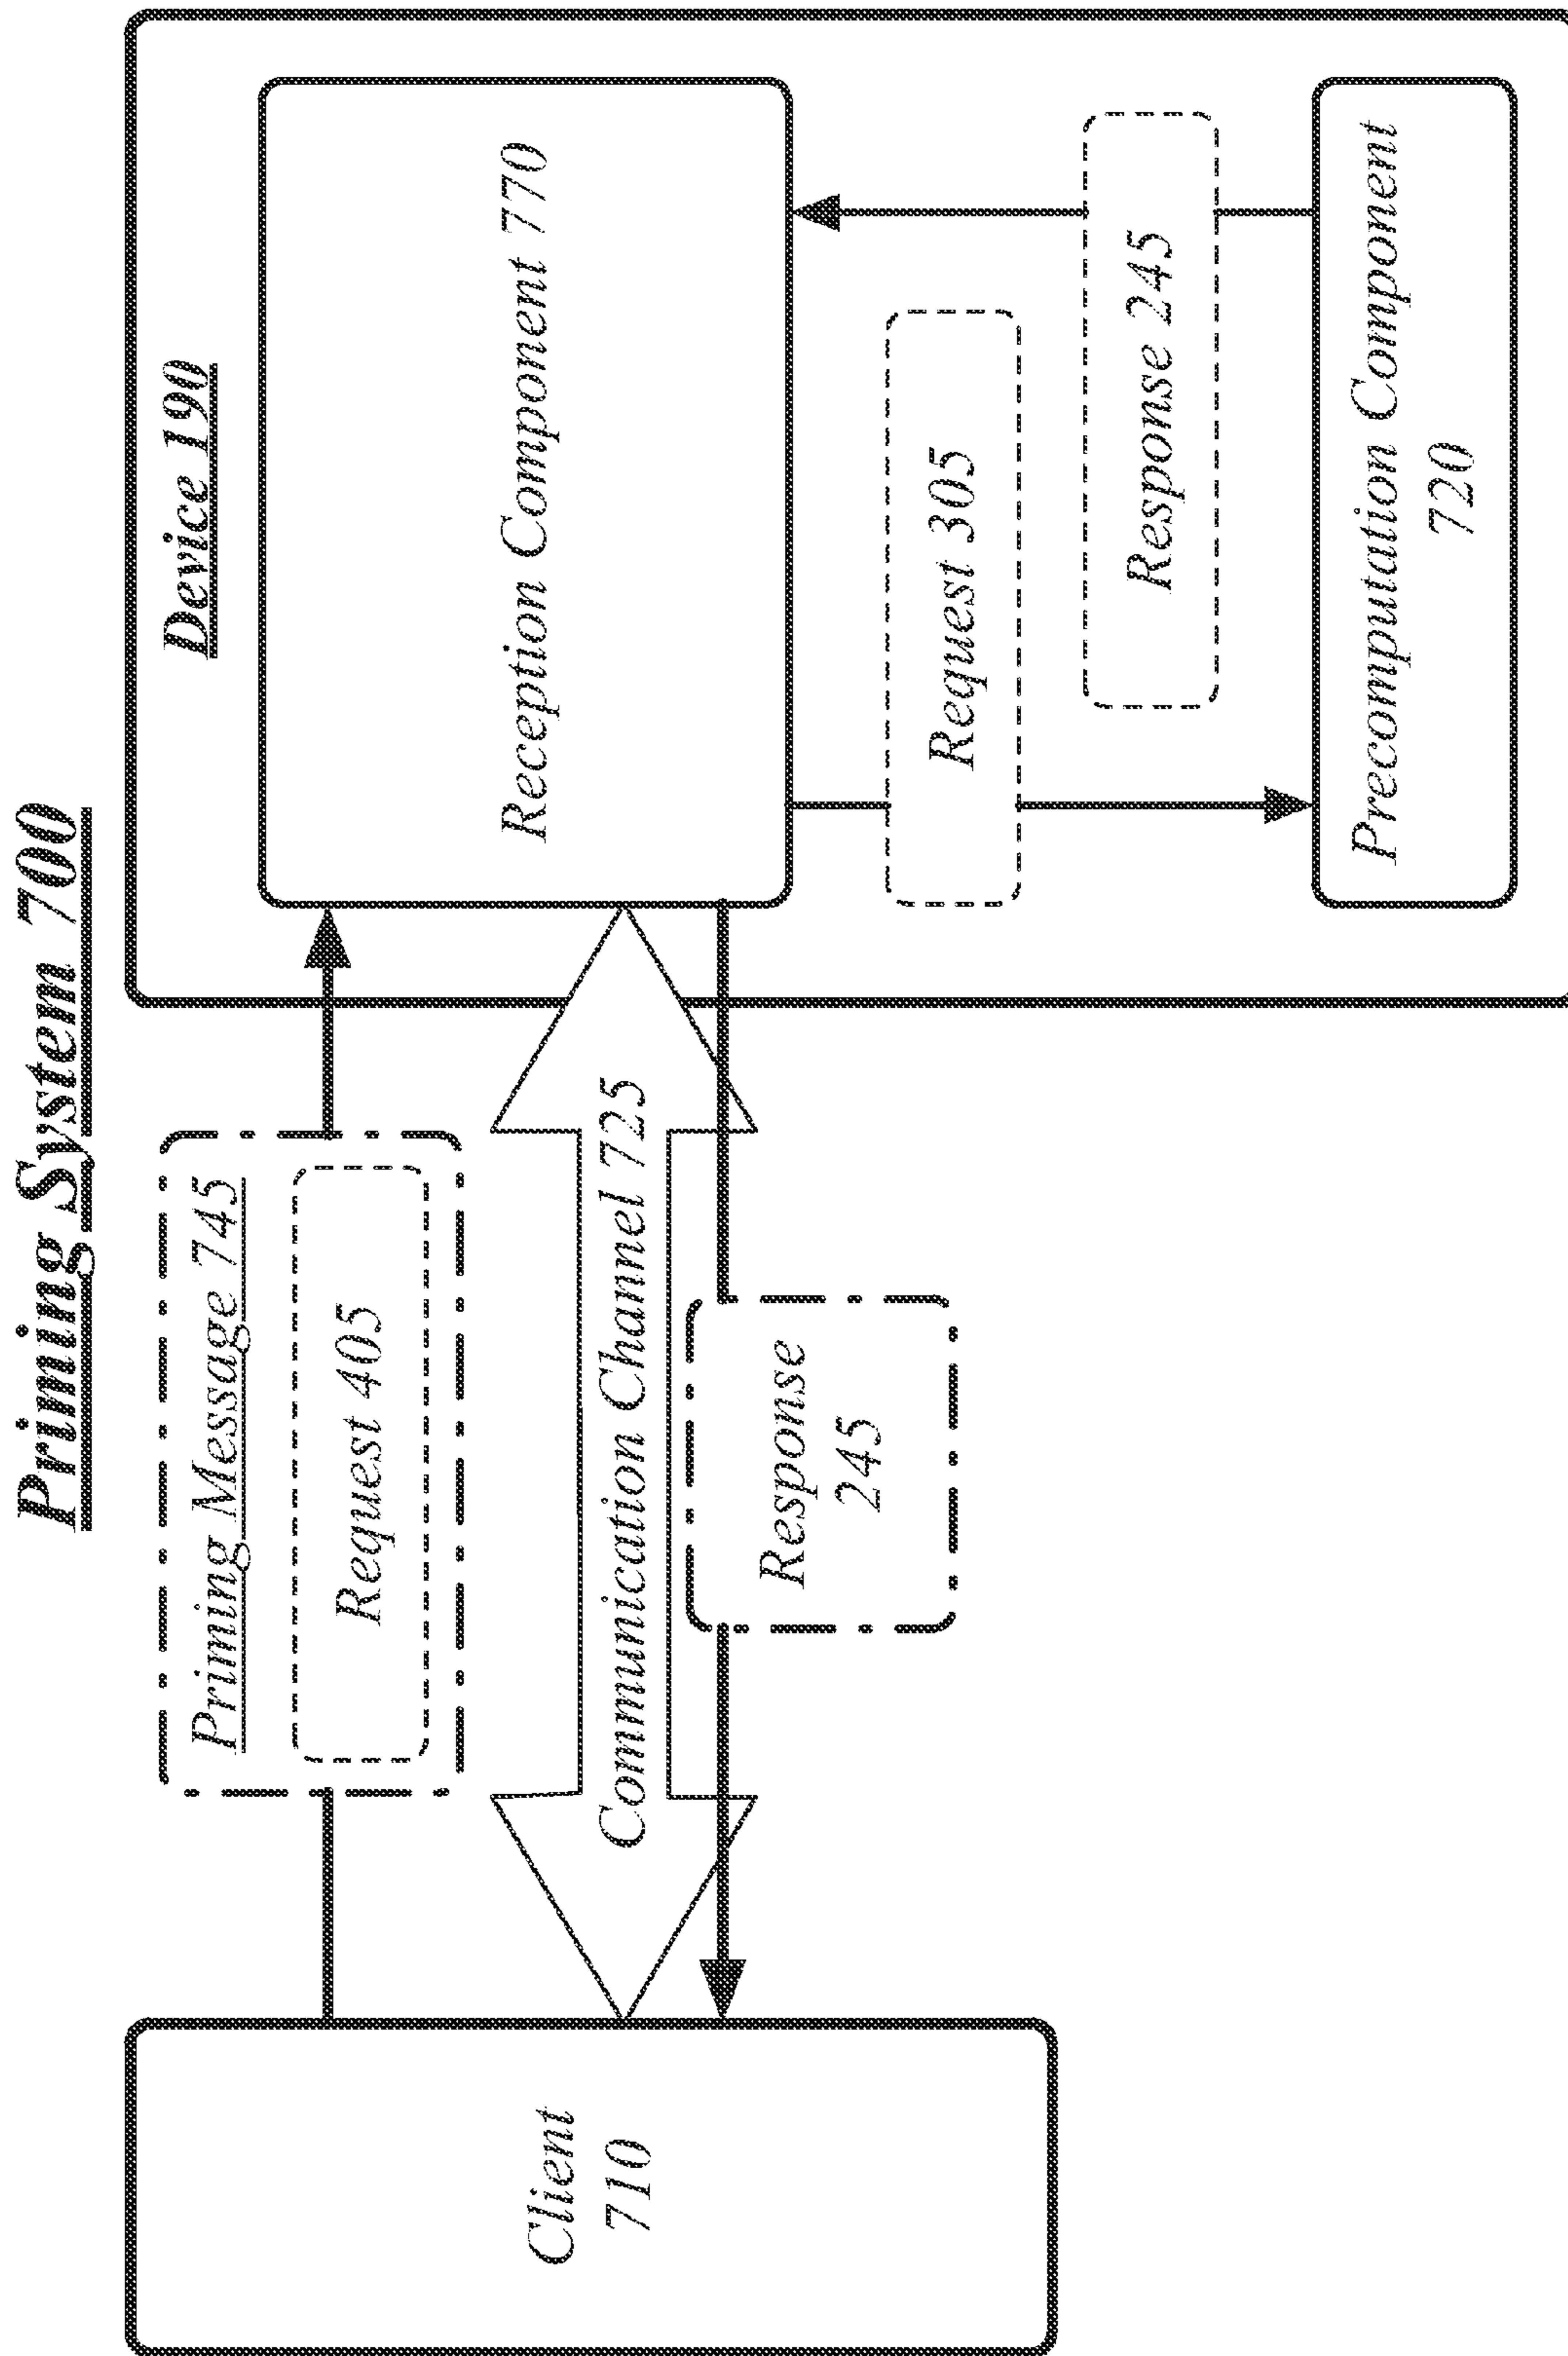 Priming System 700
Client
710
Priming Message 745
Request 405
Communication Channel 725
Response
245
Device 190
Reception Component 770
Request 305
Response 245
Precomputation Component
720